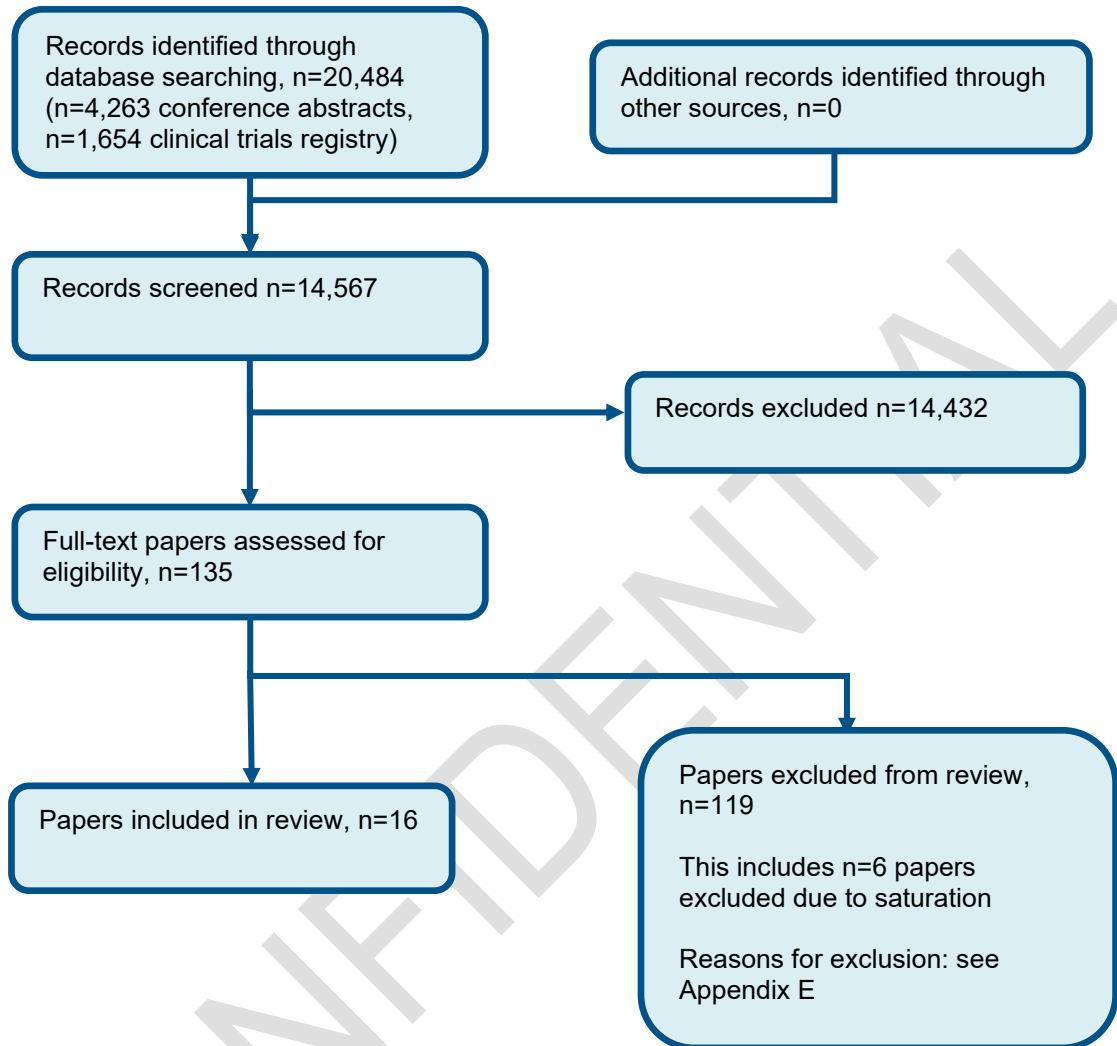 Records identified through
database searching, n=20,484
(n=4,263 conference abstracts,
n=1,654 clinical trials registry)
Additional records identified through
other sources, n=0
Records screened n=14,567
Records excluded n=14,432
Full-text papers assessed for
eligibility, n=135
Papers included in review, n=16
Papers excluded from review,
n=119
This includes n=6 papers
excluded due to saturation
Reasons for exclusion: see
Appendix E
NFIDENTIAL